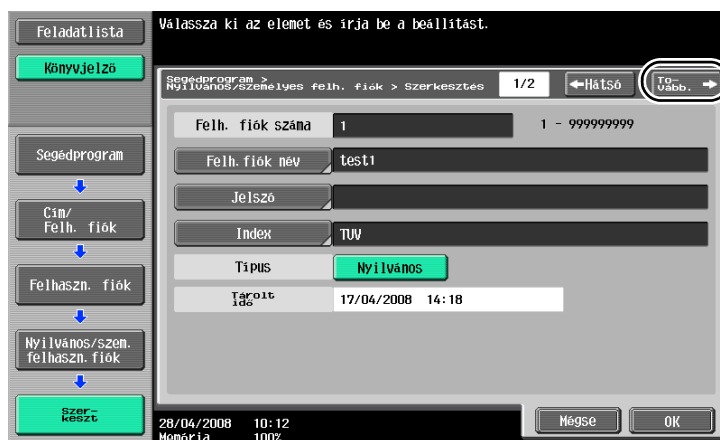 Feladatlista
Könyvjelző
Válassza ki az elemet és írja be a beállítást.
Segédprogram >
Nyilvános/személyes felh. fiók > Szerkesztés
1/2
←Hátsó
To-
vább. →
Felh. fiók száma
1
1 - 999999999
Felh. fiók név
test1
Jelszó
Index
TUV
Típus
Nyilvános
Tárolt
idő
17/04/2008 14:18
Segédprogram
Cím/
Felh. fiók
Felhaszn. fiók
Nyilvános/szem.
felhaszn. fiók
Szer-
keszt
28/04/2008 10:12
Memória 100%
Mégse
OK